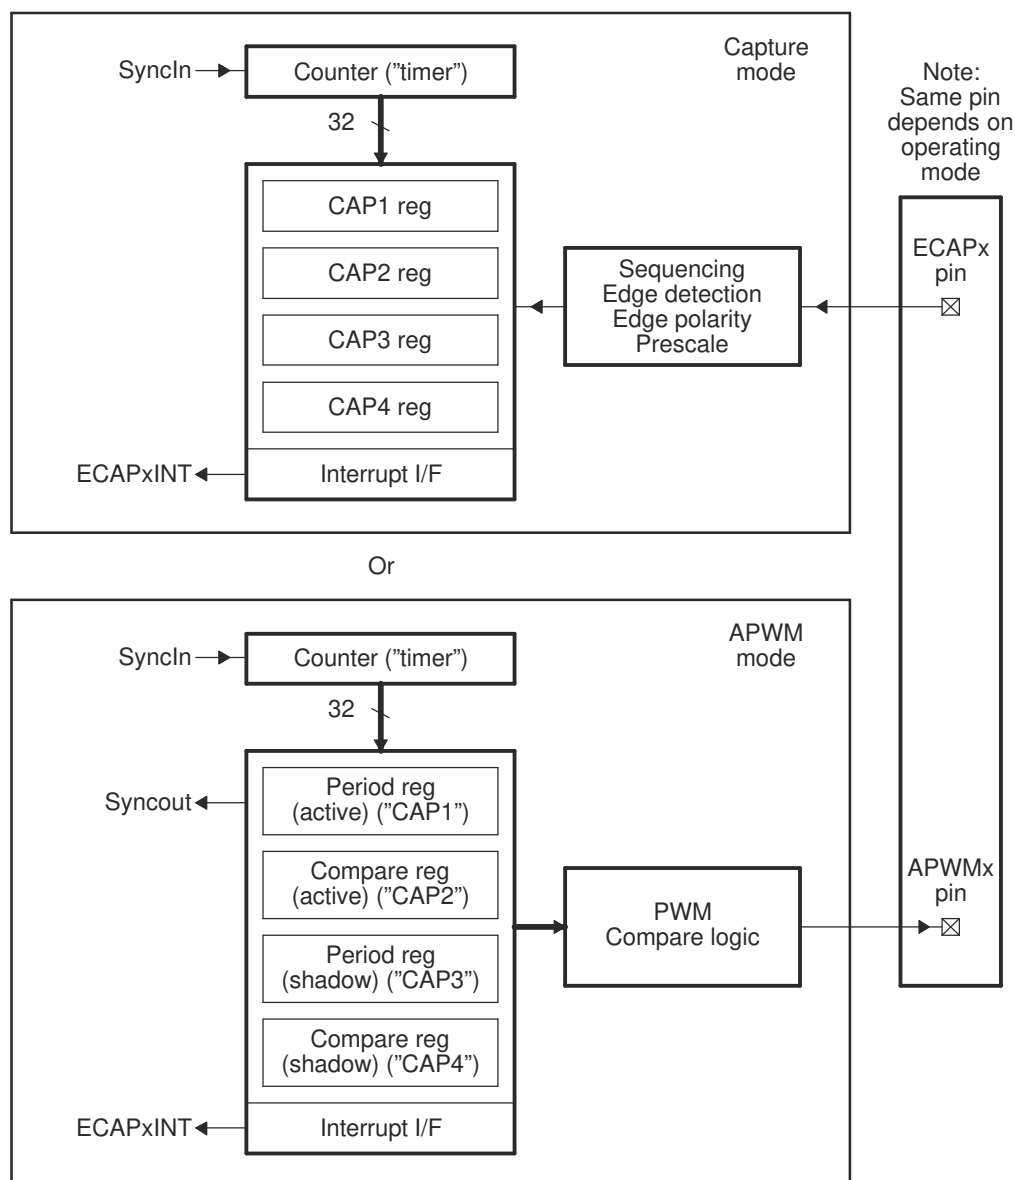 Capture
mode
SyncIn
Counter (”timer”)
32
CAP1 reg
CAP2 reg
CAP3 reg
CAP4 reg
Interrupt I/F
ECAPxINT
Sequencing
Edge detection
Edge polarity
Prescale
Note:
Same pin
depends on
operating
mode
ECAPx
pin
Or
APWM
mode
SyncIn
Counter (”timer”)
32
Syncout
Period reg
(active) (”CAP1”)
Compare reg
(active) (”CAP2”)
Period reg
(shadow) (”CAP3”)
Compare reg
(shadow) (”CAP4”)
Interrupt I/F
ECAPxINT
PWM
Compare logic
APWMx
pin